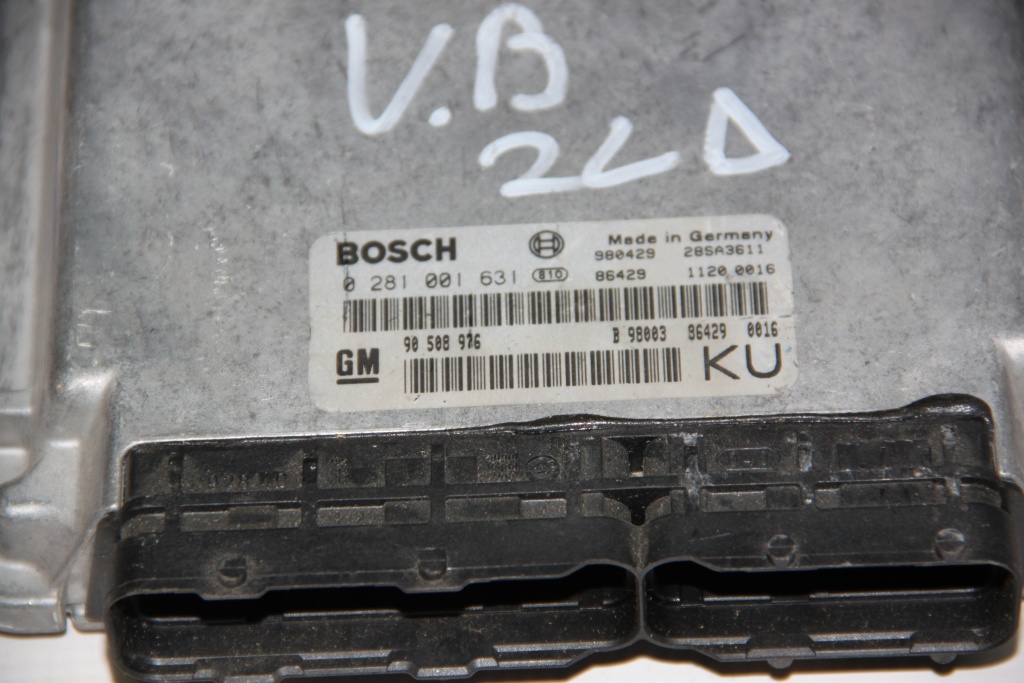 V.B
2LD
BOSCH Made in Germany
980429 28SA3611
0 281 001 631 810 86429 1120 0016
90 508 976 B 98003 86429 0016
GM KU